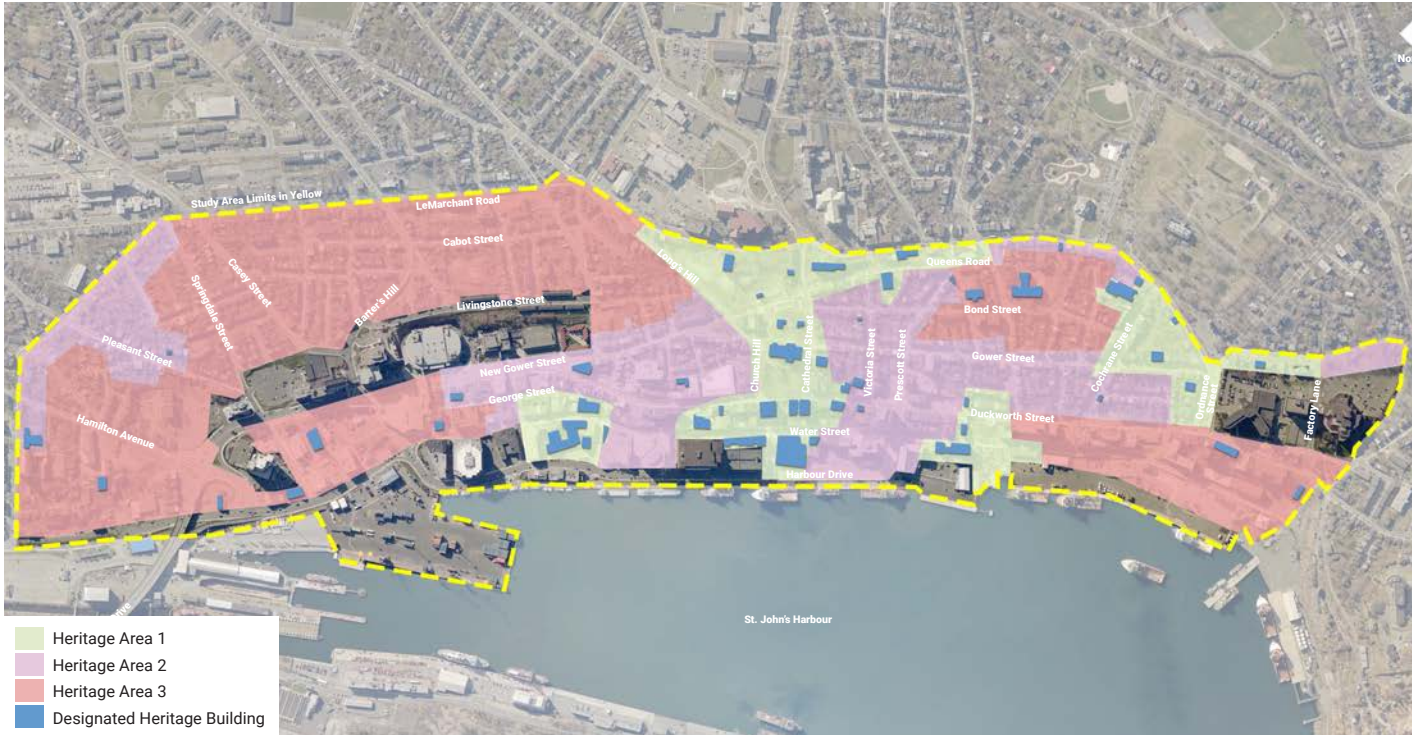 No
Study Area Limits in Yellow
LeMarchant Road
Cabot Street
Long's Hill
Queens Road
Casey Street
Springdale Street
Barter's Hill
Livingstone Street
Bond Street
Pleasant Street
New Gower Street
Church Hill
Cathedral Street
Victoria Street
Prescott Street
Gower Street
Cochrane Street
Ordnance
Street
Factory Lane
George Street
Hamilton Avenue
Water Street
Duckworth Street
Harbour Drive
St. John's Harbour
Heritage Area 1
Heritage Area 2
Heritage Area 3
Designated Heritage Building